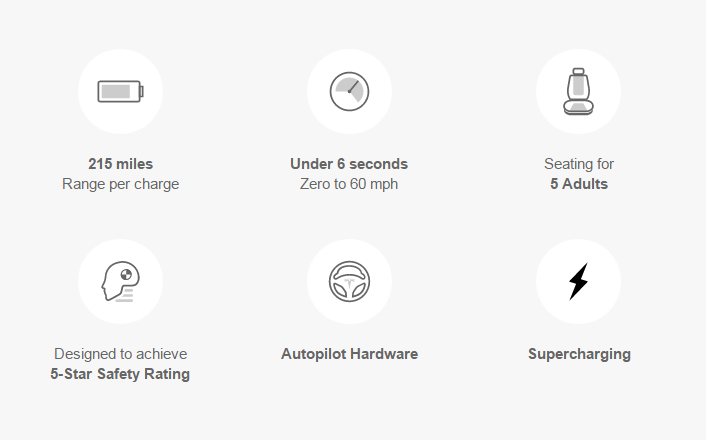 215 miles
Range per charge
Under 6 seconds
Zero to 60 mph
Seating for
5 Adults
Designed to achieve
5-Star Safety Rating
Autopilot Hardware
Supercharging